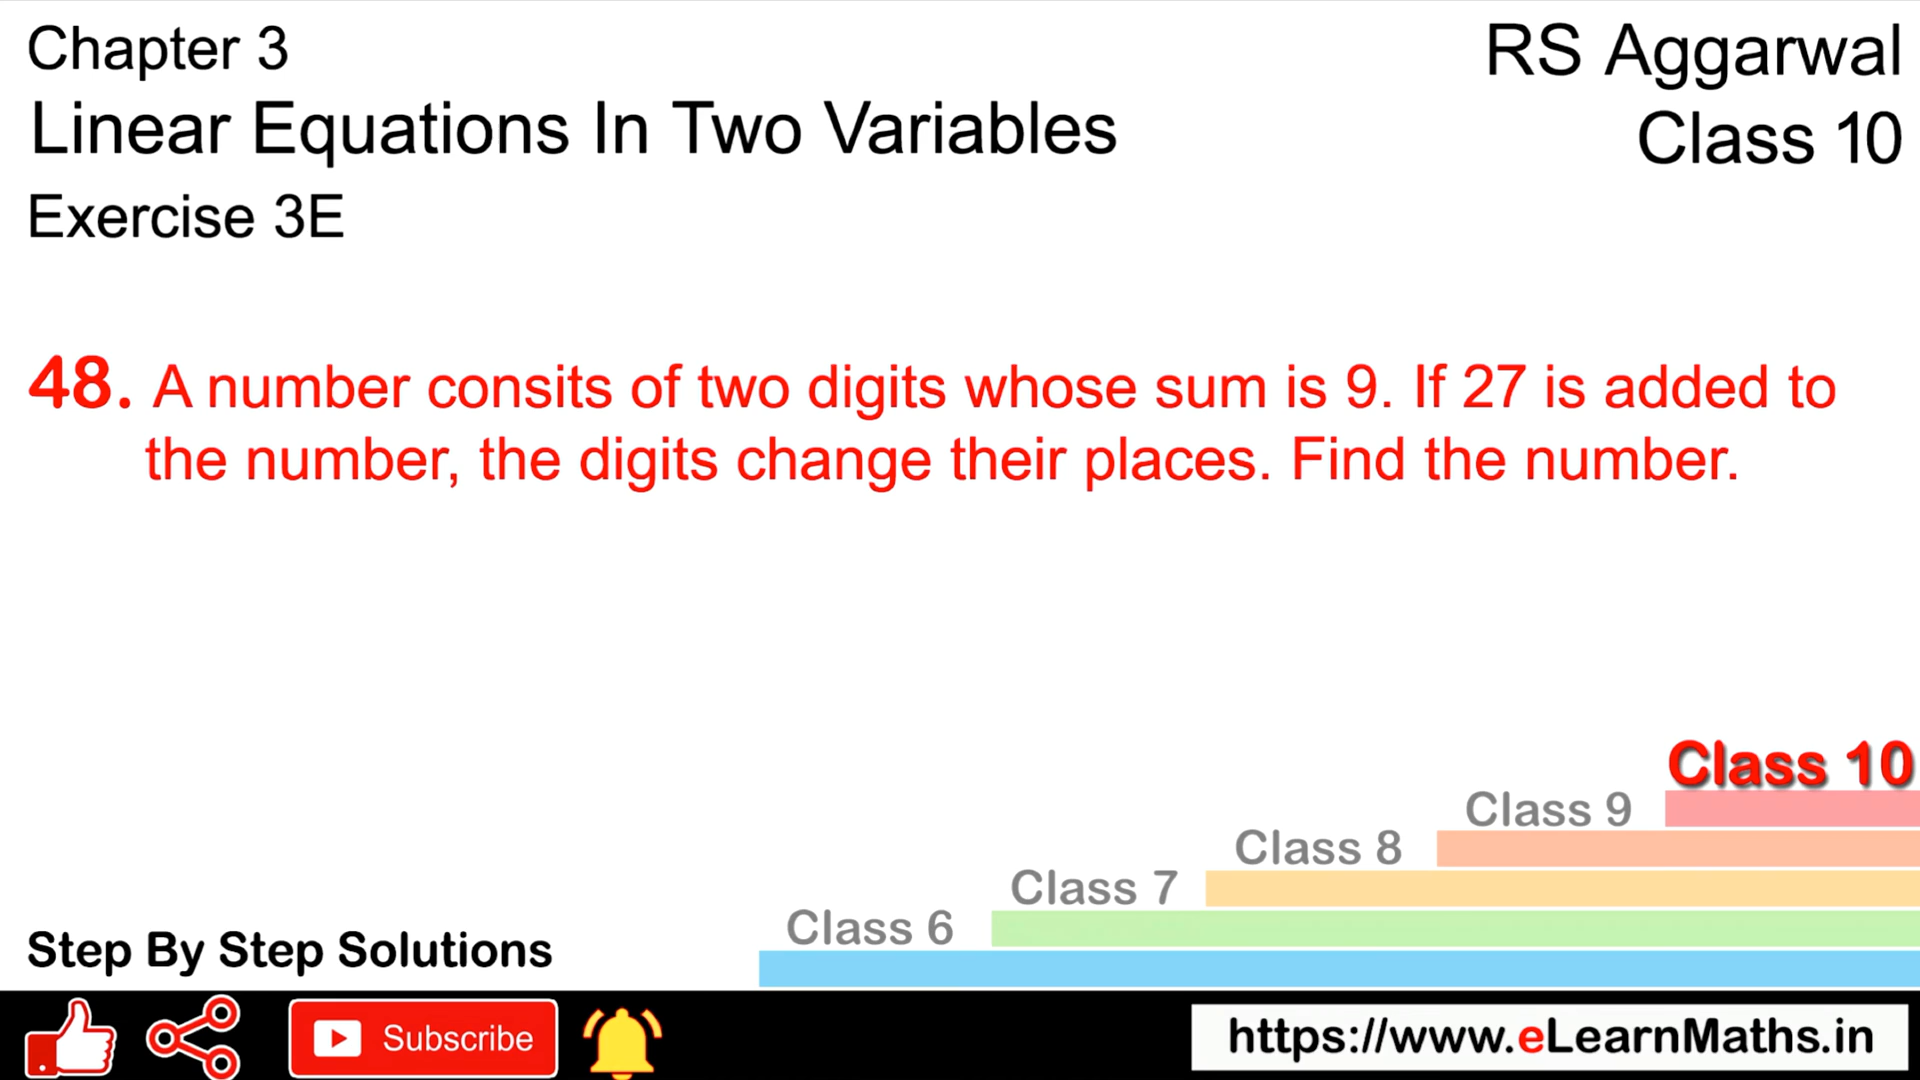 Chapter 3
RS Aggarwal
Linear Equations In Two Variables
Class 10
Exercise 3E
48. A number consits of two digits whose sum is 9. If 27 is added to
the number, the digits change their places. Find the number.
Class 10
Class 9
Class 8
Class 7
Class 6
Step By Step Solutions
Subscribe
https://www.eLearnMaths.in